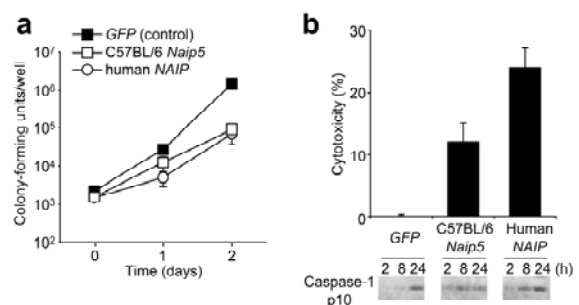 a
GFP (control)
C57BL/6 Naip5
human NAIP
Colony-forming units/well
10⁷
10⁶
10⁵
10⁴
10³
10²
0 1 2
Time (days)
b
Cytotoxicity (%)
30
20
10
0
GFP
C57BL/6
Naip5
Human
NAIP
2 8 24 2 8 24 2 8 24 (h)
Caspase-1
p10